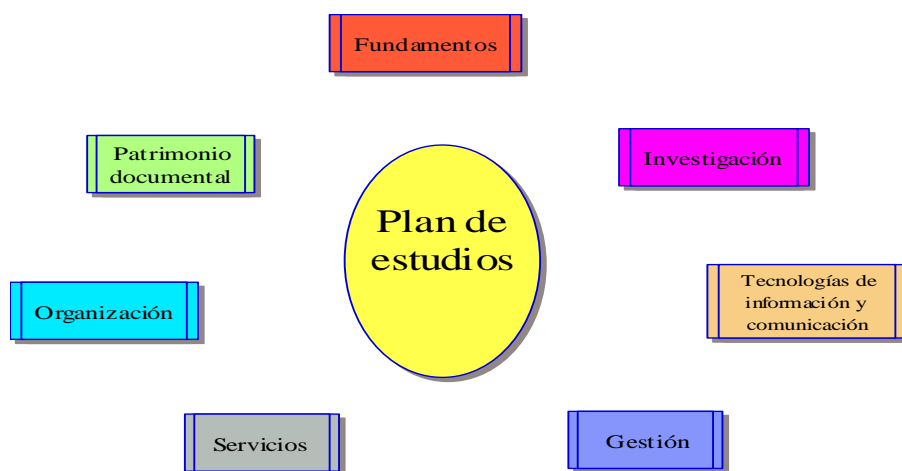 Fundamentos
Patrimonio
documental
Investigación
Plan de
estudios
Organización
Tecnologías de
información y
comunicación
Servicios
Gestión